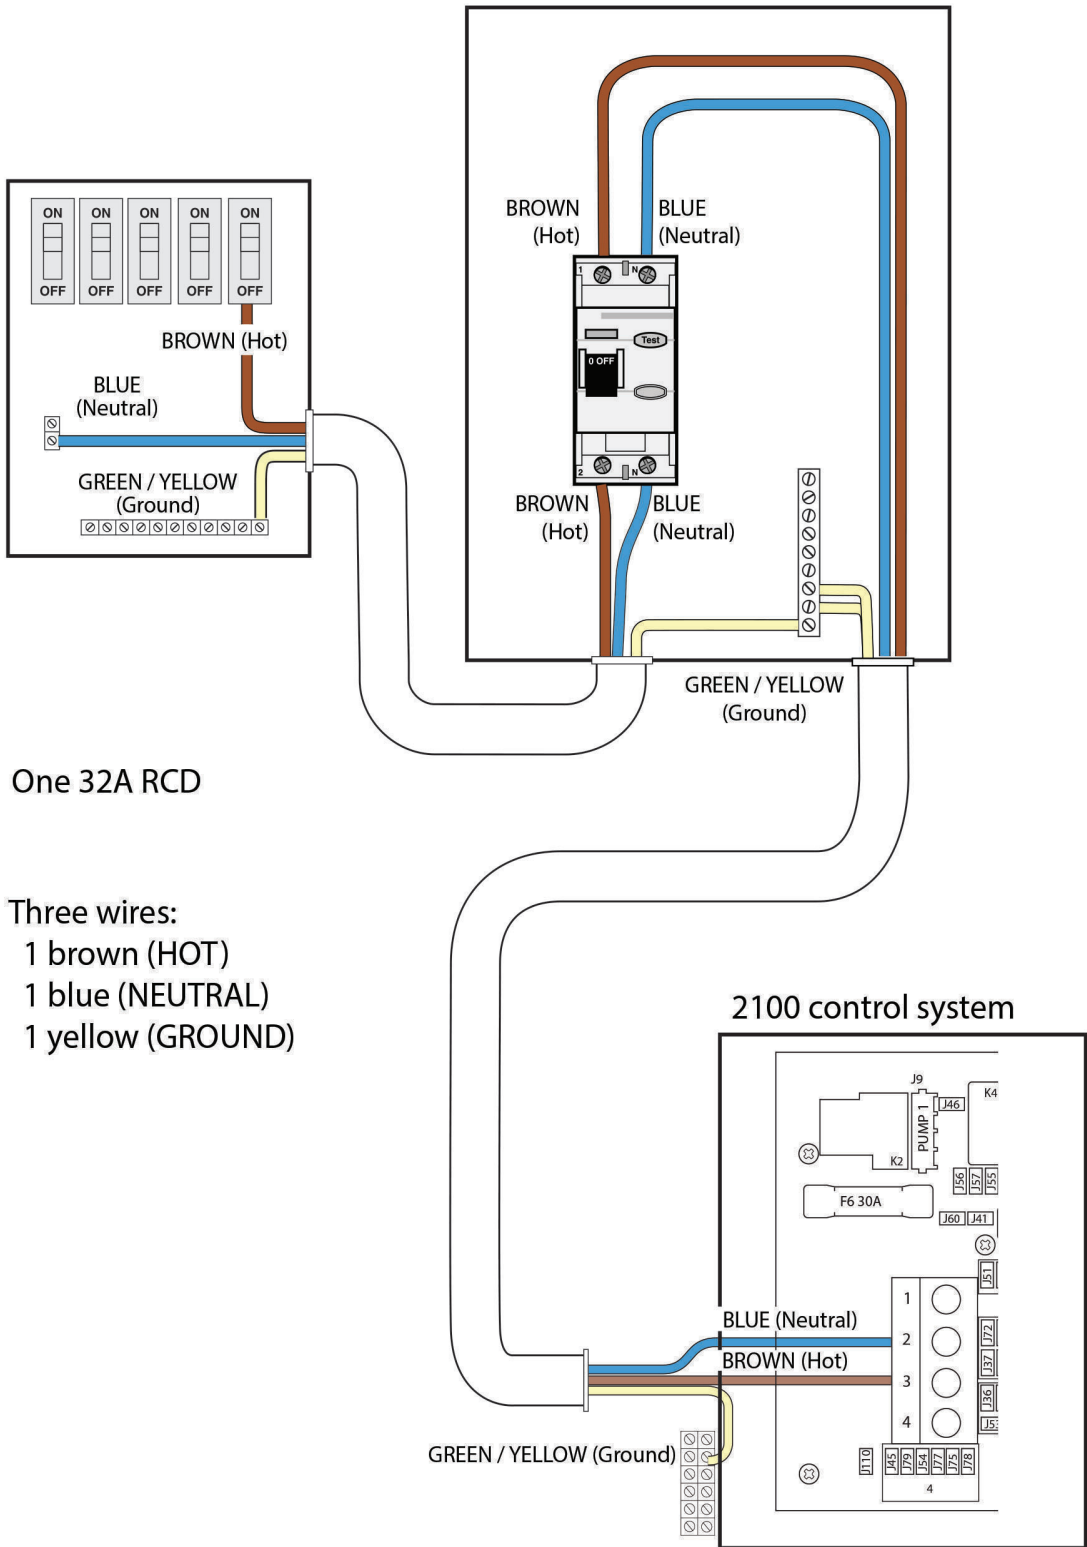 BROWN
(Hot)
BLUE
(Neutral)
1
N
Test
0 OFF
2
N
BROWN
(Hot)
BLUE
(Neutral)
GREEN / YELLOW
(Ground)
ON ON ON ON ON
OFF OFF OFF OFF OFF
BROWN (Hot)
BLUE
(Neutral)
GREEN / YELLOW
(Ground)
One 32A RCD
Three wires:
1 brown (HOT)
1 blue (NEUTRAL)
1 yellow (GROUND)
2100 control system
J9
PUMP 1
J46
K4
K2
J56
J57
J55
F6 30A
J60
J41
J51
1
2
3
4
J72
J37
J36
BLUE (Neutral)
BROWN (Hot)
GREEN / YELLOW (Ground)
J110
J45
J79
J54
J77
J75
J78
4